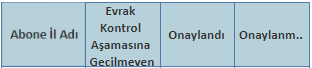 Abone İl Adı
Evrak
Kontrol
Aşamasına
Geçilmeyen
Onaylandı
Onaylanm..